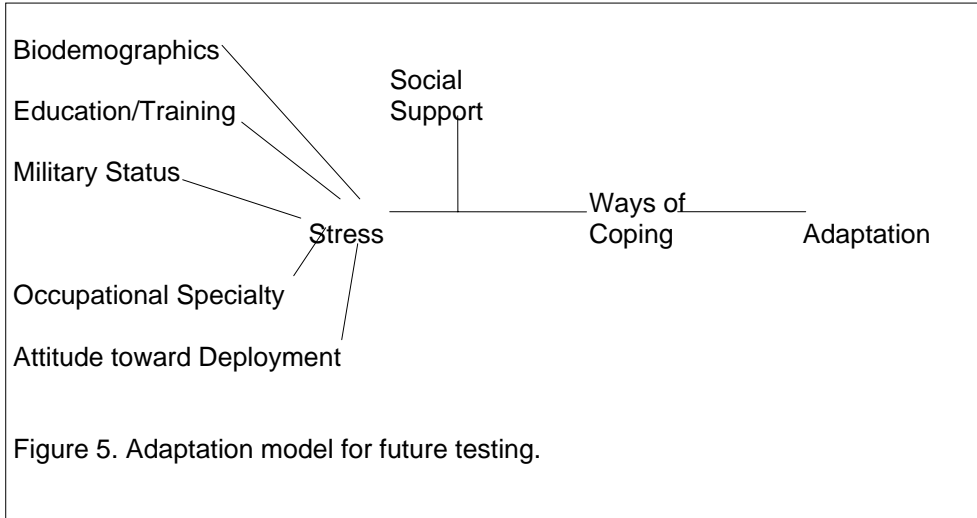 Biodemographics
Social
Support
Education/Training
Military Status
Ways of
Coping
Stress
Adaptation
Occupational Specialty
Attitude toward Deployment
Figure 5. Adaptation model for future testing.